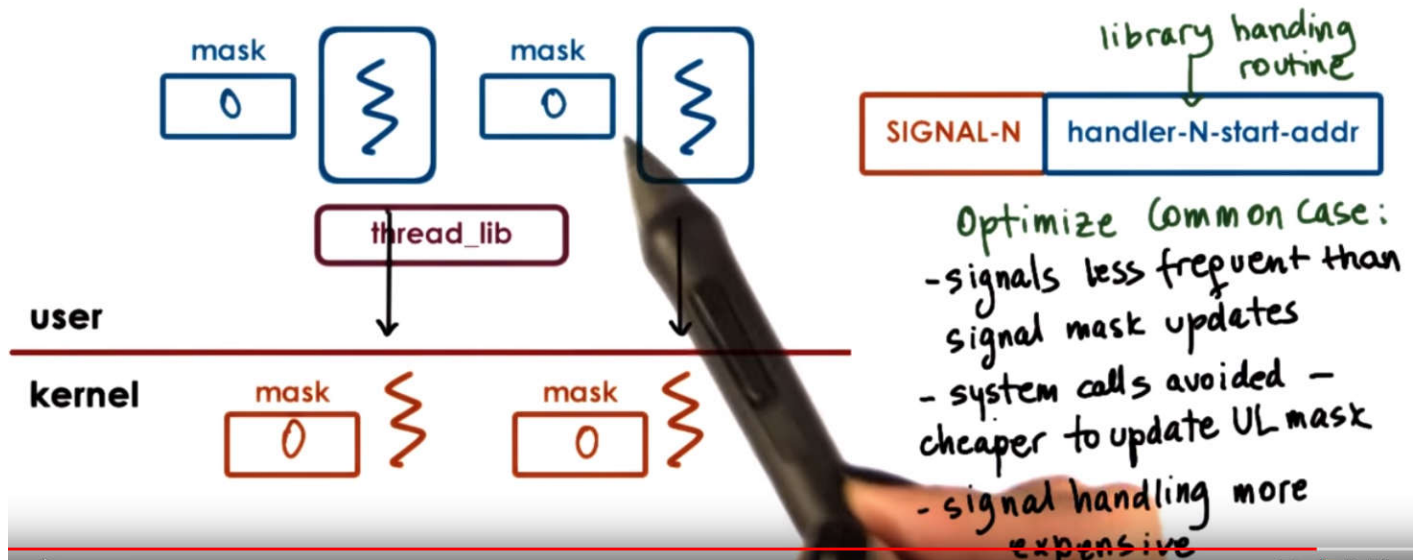 mask
0
mask
0
thread_lib
user
kernel
mask
0
mask
0
library handing
routine
SIGNAL-N
handler-N-start-addr
Optimize Common Case:
-signals less frequent than
signal mask updates
- system calls avoided -
cheaper to update UL mask
- signal handling more
expensive